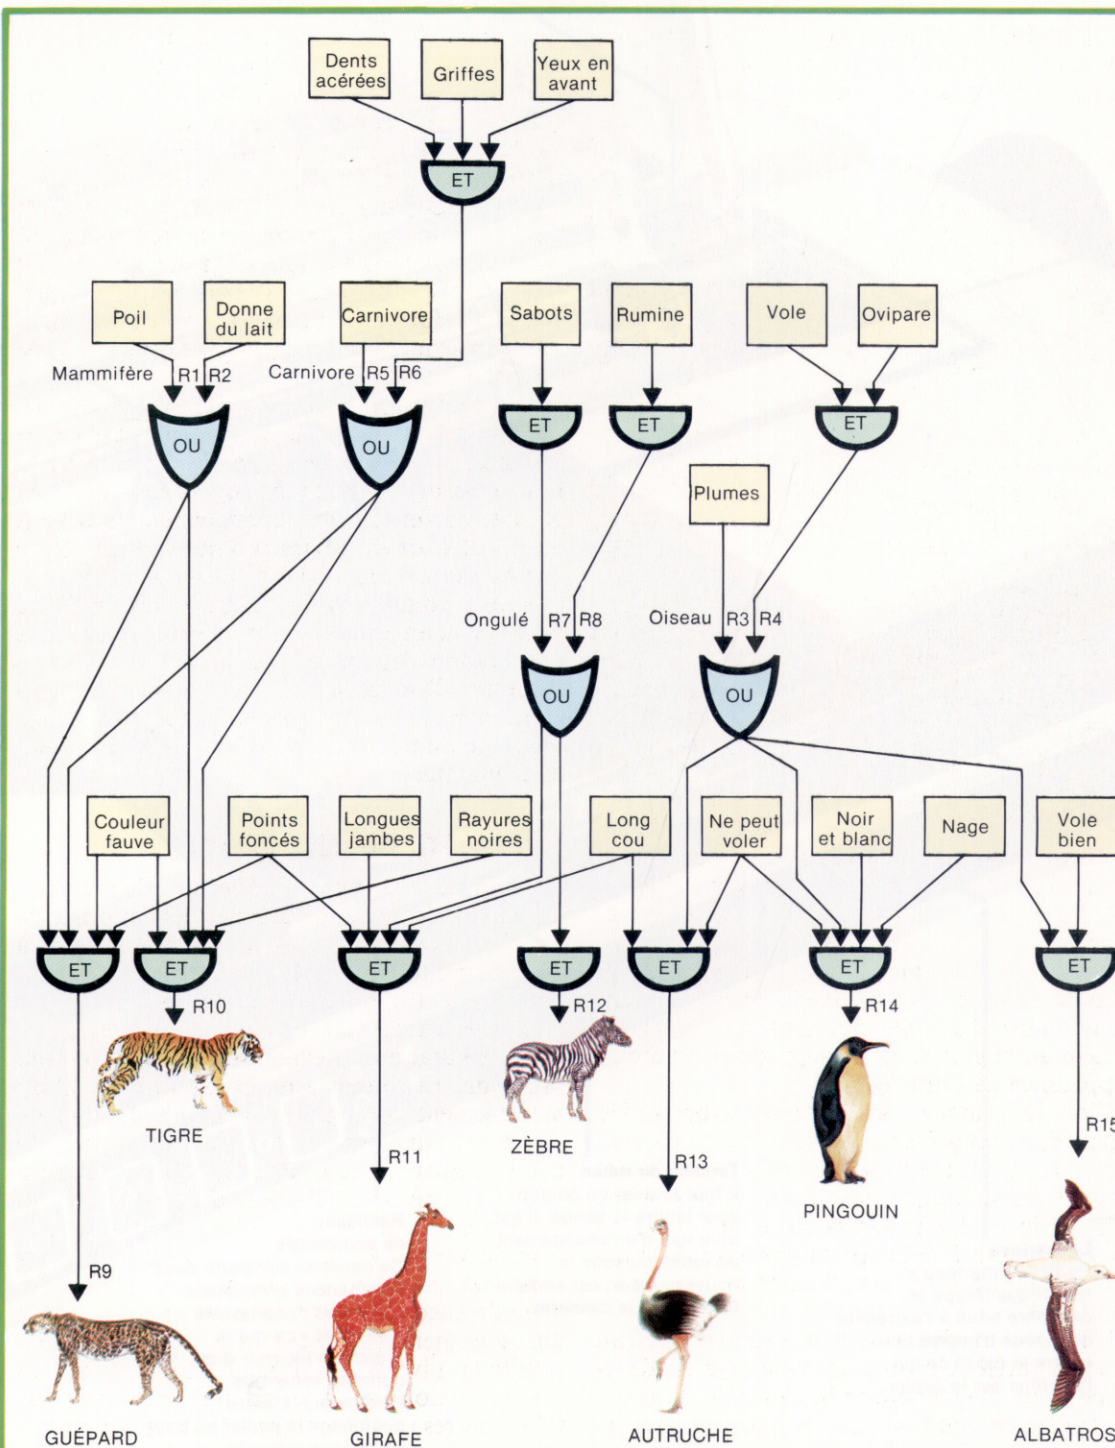 Dents
acérées
Griffes
Yeux en
avant
ET
Poil
Donne
du lait
Carnivore
Sabots
Rumine
Vole
Ovipare
Mammifère
R1
R2
Carnivore
R5
R6
OU
OU
ET
ET
ET
Plumes
Ongulé
R7
R8
Oiseau
R3
R4
OU
OU
Couleur
fauve
Points
foncés
Longues
jambes
Rayures
noires
Long
cou
Ne peut
voler
Noir
et blanc
Nage
Vole
bien
ET
ET
ET
ET
ET
ET
ET
R10
R12
R14
TIGRE
ZÈBRE
R11
R13
R15
PINGOUIN
R9
GUÉPARD
GIRAFE
AUTRUCHE
ALBATROS